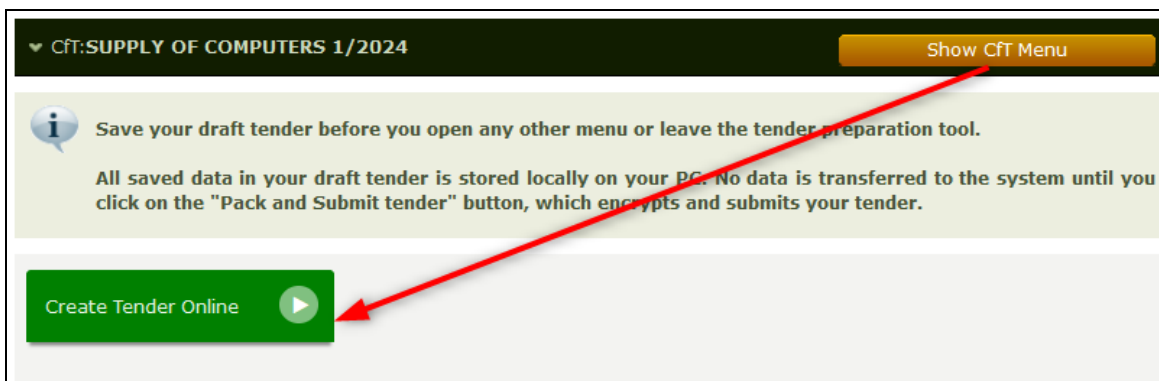 CfT:SUPPLY OF COMPUTERS 1/2024
Show CfT Menu
Save your draft tender before you open any other menu or leave the tender preparation tool.
All saved data in your draft tender is stored locally on your PC. No data is transferred to the system until you
click on the "Pack and Submit tender" button, which encrypts and submits your tender.
Create Tender Online